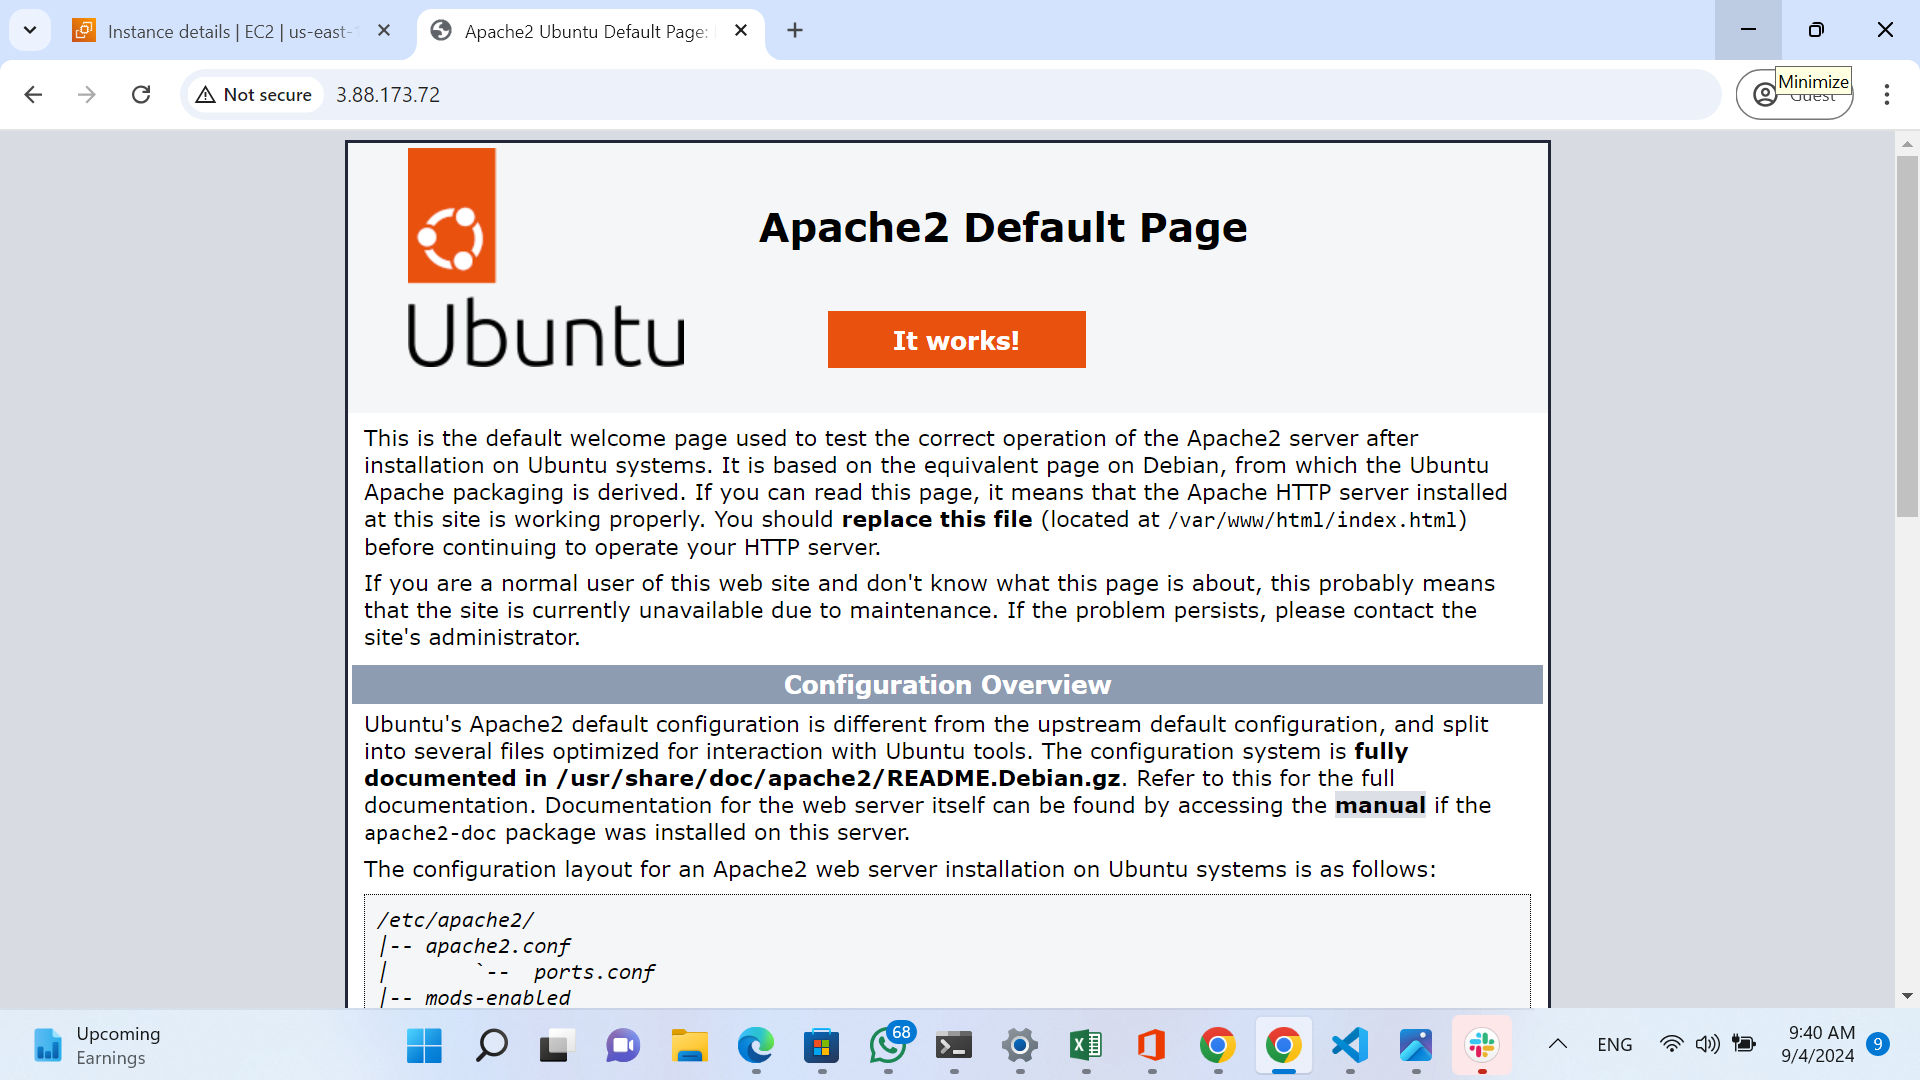 Instance details | EC2 | us-east-1
Apache2 Ubuntu Default Page:
Not secure
3.88.173.72
Minimize
Guest
Apache2 Default Page
Ubuntu
It works!
This is the default welcome page used to test the correct operation of the Apache2 server after
installation on Ubuntu systems. It is based on the equivalent page on Debian, from which the Ubuntu
Apache packaging is derived. If you can read this page, it means that the Apache HTTP server installed
at this site is working properly. You should replace this file (located at /var/www/html/index.html)
before continuing to operate your HTTP server.
If you are a normal user of this web site and don't know what this page is about, this probably means
that the site is currently unavailable due to maintenance. If the problem persists, please contact the
site's administrator.
Configuration Overview
Ubuntu's Apache2 default configuration is different from the upstream default configuration, and split
into several files optimized for interaction with Ubuntu tools. The configuration system is fully
documented in /usr/share/doc/apache2/README.Debian.gz. Refer to this for the full
documentation. Documentation for the web server itself can be found by accessing the manual if the
apache2-doc package was installed on this server.
The configuration layout for an Apache2 web server installation on Ubuntu systems is as follows:
/etc/apache2/
|-- apache2.conf
|       `--  ports.conf
|-- mods-enabled
Upcoming
Earnings
68
ENG
9:40 AM
9/4/2024
9